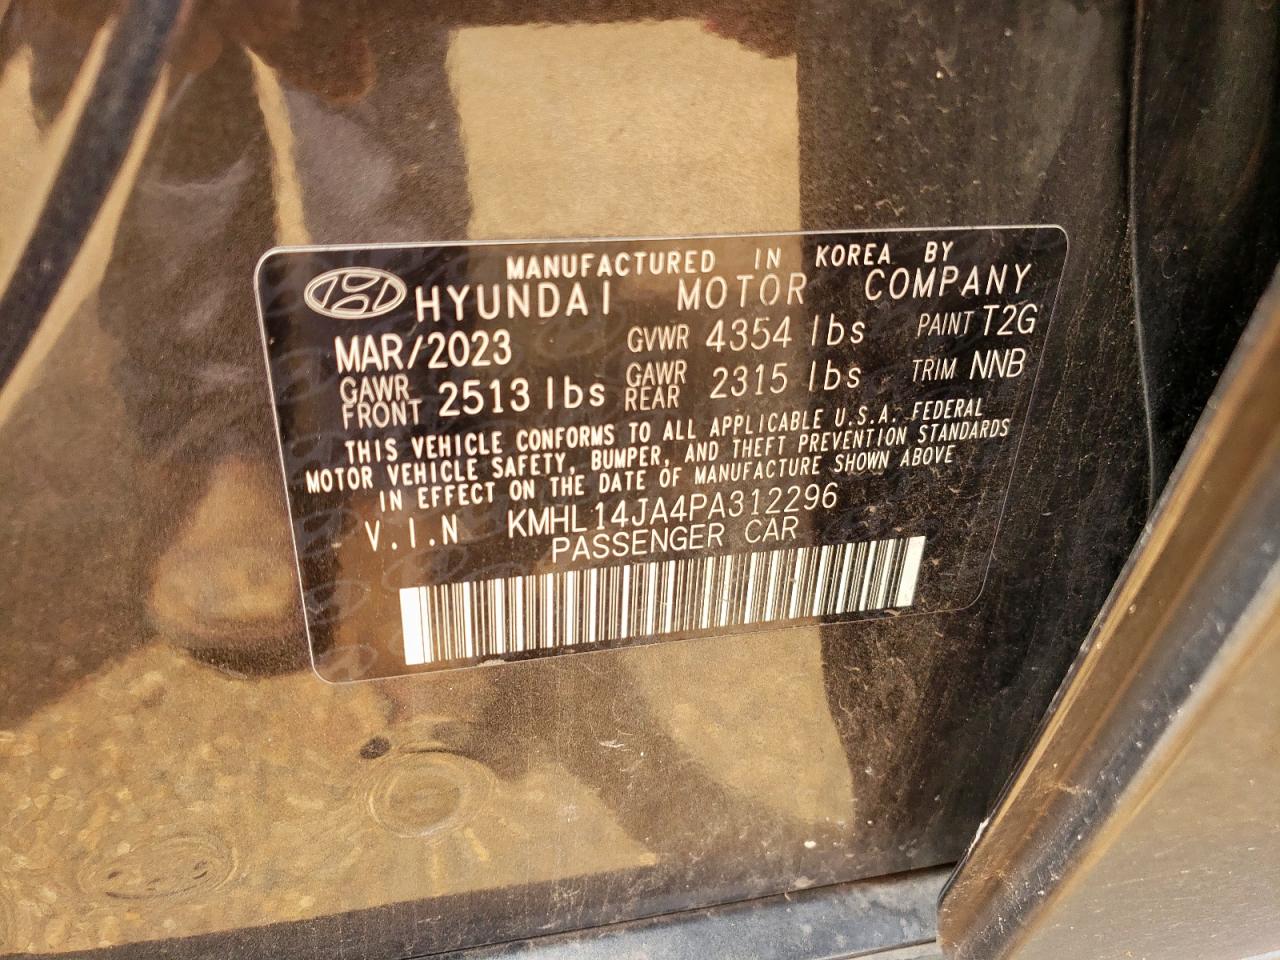 MANUFACTURED IN KOREA BY
HYUNDAI MOTOR COMPANY
MAR/2023 GVWR 4354 lbs PAINT T2G
GAWR FRONT 2513 lbs GAWR REAR 2315 lbs TRIM NNB
THIS VEHICLE CONFORMS TO ALL APPLICABLE U.S.A. FEDERAL
MOTOR VEHICLE SAFETY, BUMPER, AND THEFT PREVENTION STANDARDS
IN EFFECT ON THE DATE OF MANUFACTURE SHOWN ABOVE
V.I.N KMHL14JA4PA312296
PASSENGER CAR